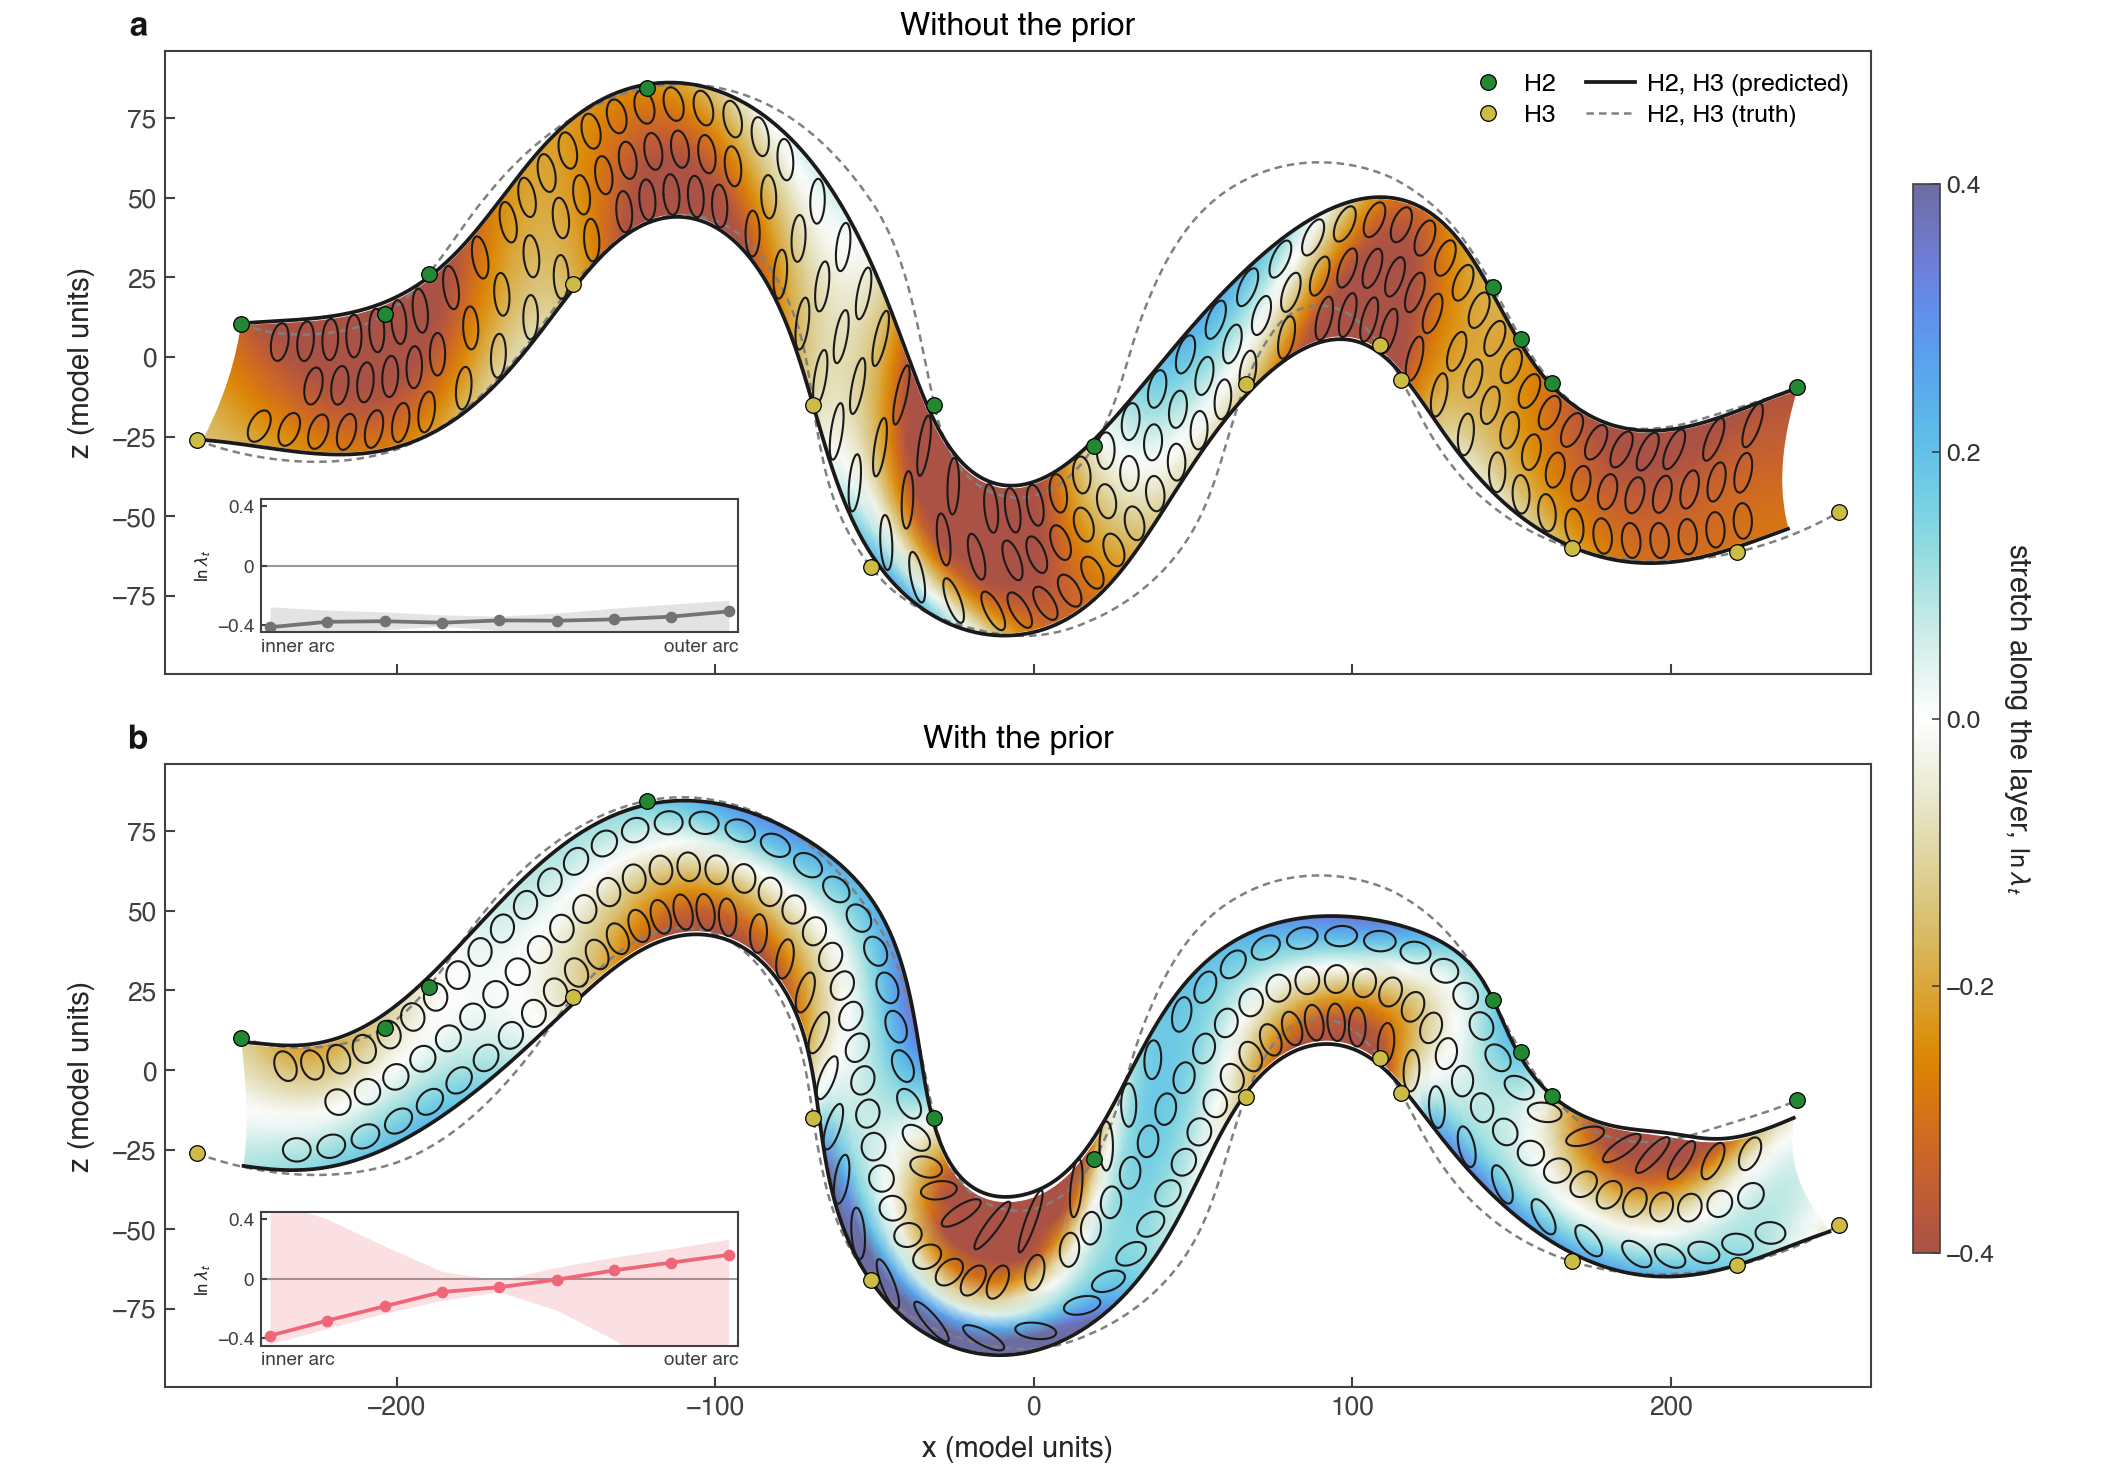 a
Without the prior
H2
H2, H3 (predicted)
H3
H2, H3 (truth)
z (model units)
75
50
25
0
−25
−50
−75
ln λt
0.4
0
−0.4
inner arc
outer arc
b
With the prior
z (model units)
75
50
25
0
−25
−50
−75
ln λt
0.4
0
−0.4
inner arc
outer arc
−200
−100
0
100
200
x (model units)
0.4
0.2
0.0
−0.2
−0.4
stretch along the layer, ln λt